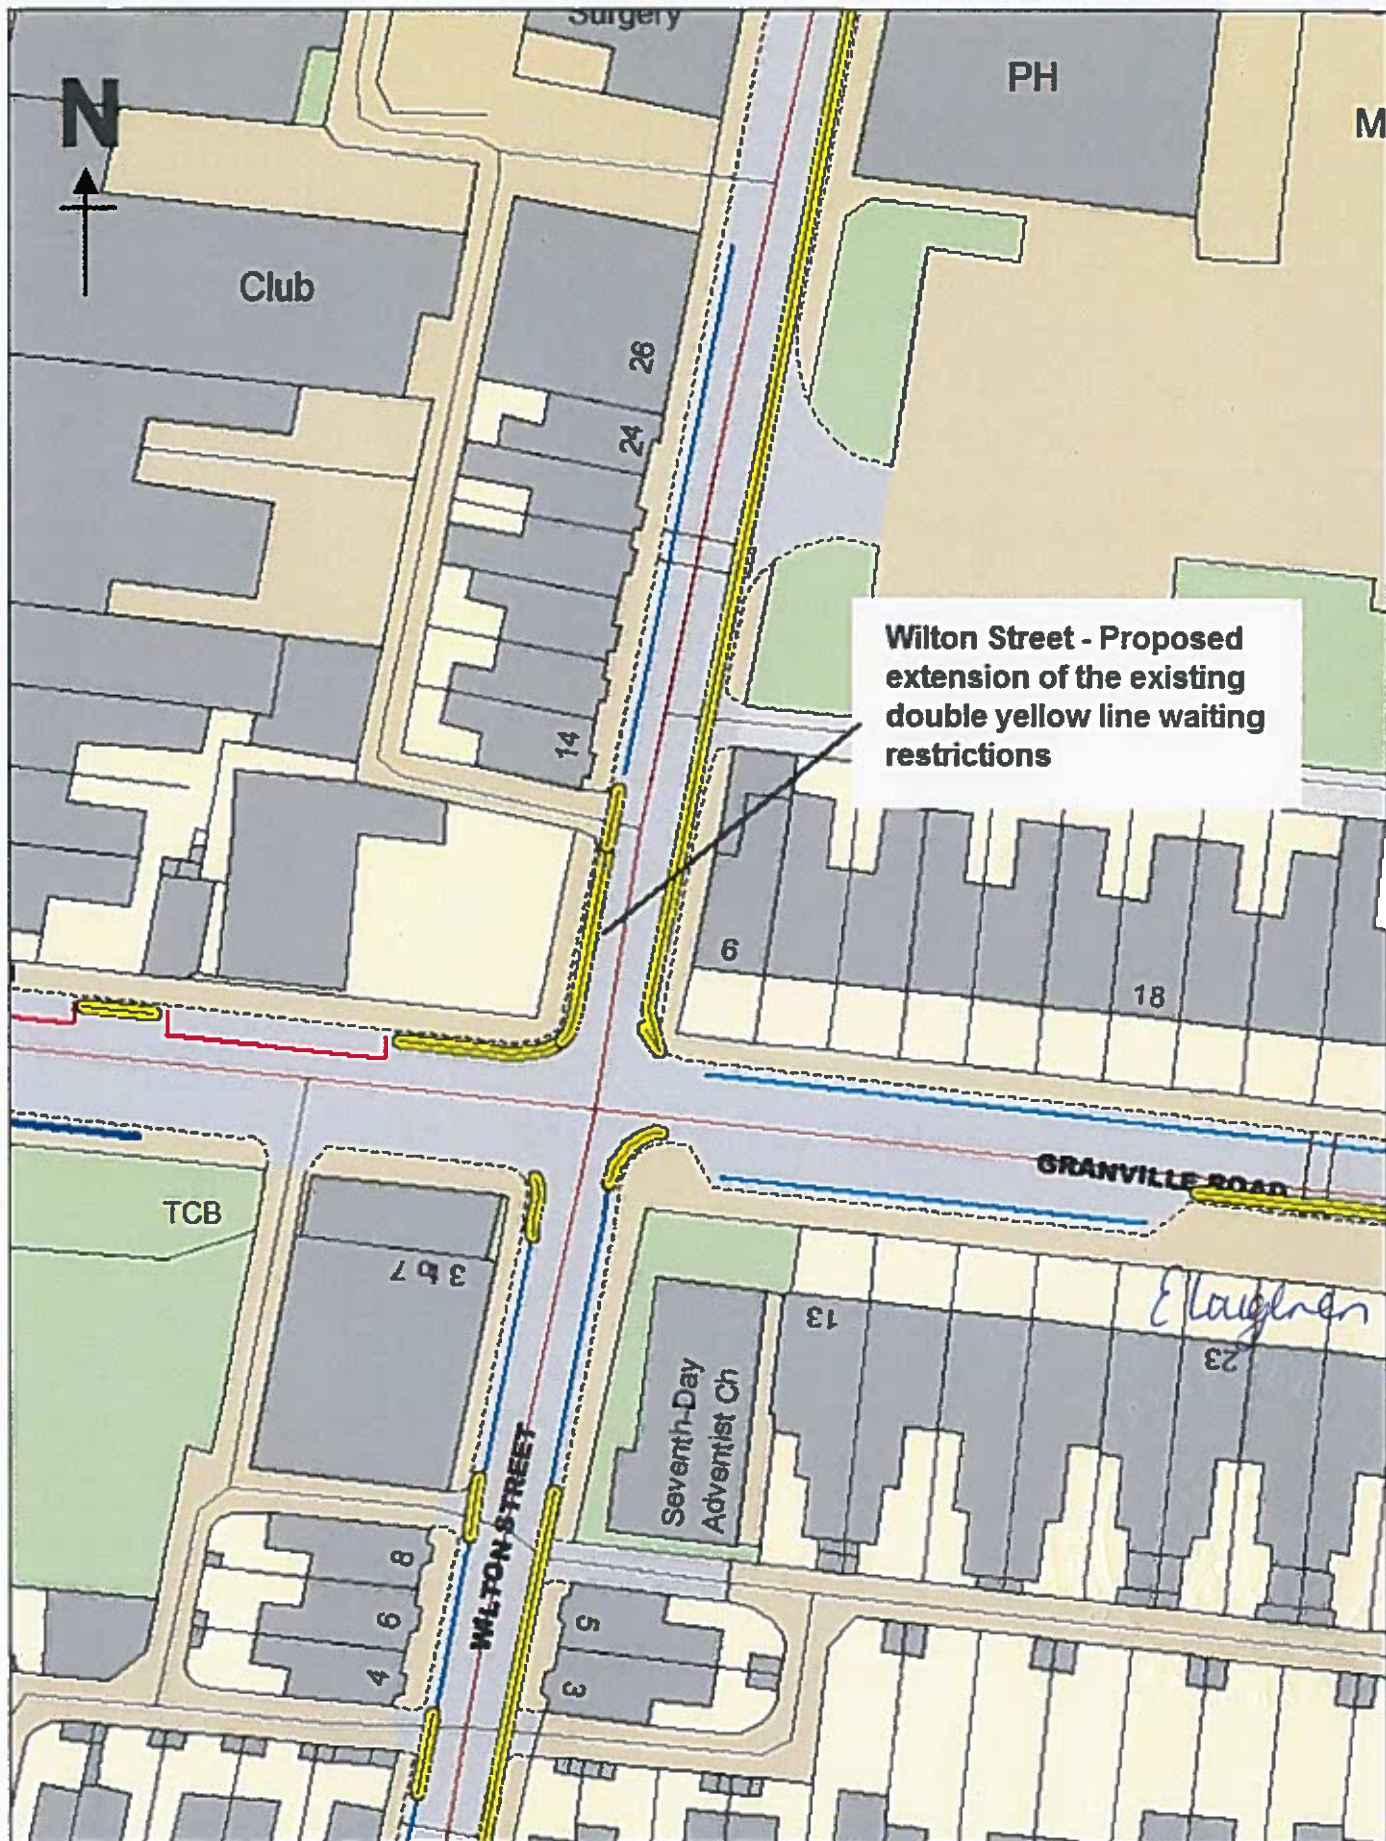 Surgery
PH
M
N
Club
26
24
Wilton Street - Proposed
extension of the existing
double yellow line waiting
restrictions
14
6
18
GRANVILLE ROAD
TCB
3 to 7
13
23
Seventh-Day
Adventist Ch
WILTON STREET
8
6
4
5
3